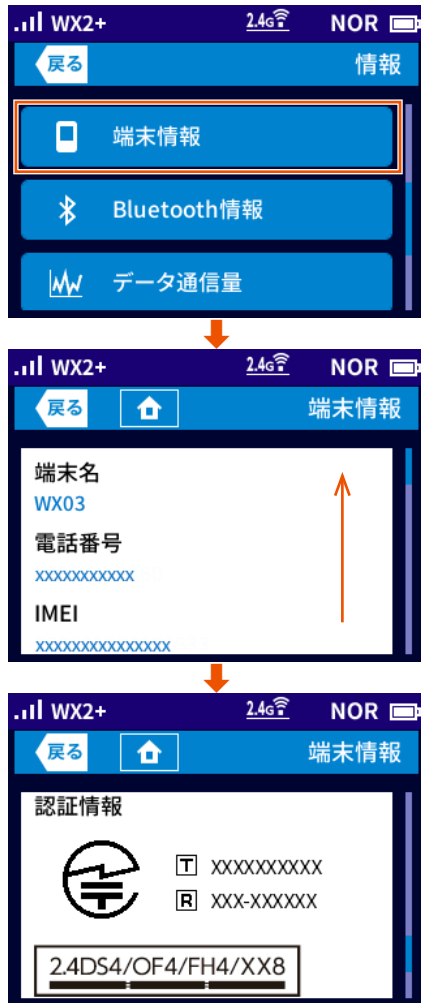 WX2+ 2.4G NOR
戻る 情報
端末情報
Bluetooth情報
データ通信量
WX2+ 2.4G NOR
戻る 端末情報
端末名
WX03
電話番号
xxxxxxxxxxx
IMEI
xxxxxxxxxxxxxxx
WX2+ 2.4G NOR
戻る 端末情報
認証情報
T XXXXXXXXXX
R XXX-XXXXXX
2.4DS4/OF4/FH4/XX8